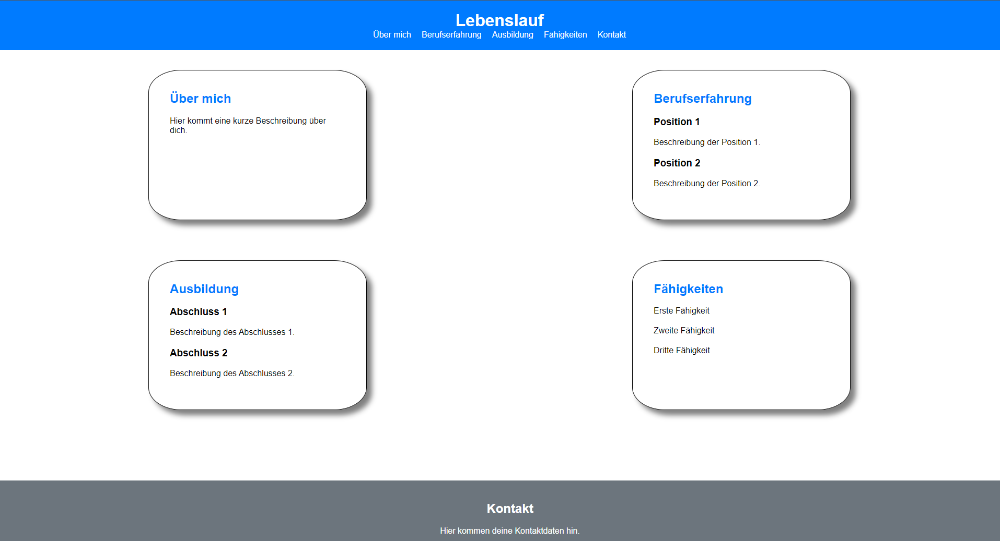 Lebenslauf
Über mich Berufserfahrung Ausbildung Fähigkeiten Kontakt
Über mich
Hier kommt eine kurze Beschreibung über
dich.
Berufserfahrung
Position 1
Beschreibung der Position 1.
Position 2
Beschreibung der Position 2.
Ausbildung
Abschluss 1
Beschreibung des Abschlusses 1.
Abschluss 2
Beschreibung des Abschlusses 2.
Fähigkeiten
Erste Fähigkeit
Zweite Fähigkeit
Dritte Fähigkeit
Kontakt
Hier kommen deine Kontaktdaten hin.